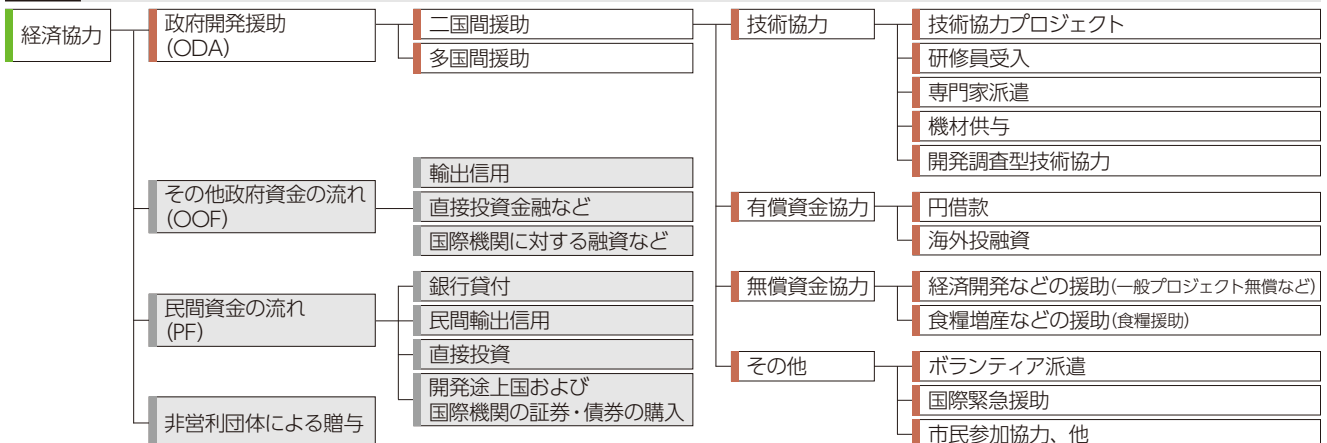 経済協力
政府開発援助
(ODA)
二国間援助
多国間援助
技術協力
技術協力プロジェクト
研修員受入
専門家派遣
機材供与
開発調査型技術協力
有償資金協力
円借款
海外投融資
無償資金協力
経済開発などの援助(一般プロジェクト無償など)
食糧増産などの援助(食糧援助)
その他
ボランティア派遣
国際緊急援助
市民参加協力、他
その他政府資金の流れ
(OOF)
輸出信用
直接投資金融など
国際機関に対する融資など
民間資金の流れ
(PF)
銀行貸付
民間輸出信用
直接投資
開発途上国および
国際機関の証券・債券の購入
非営利団体による贈与